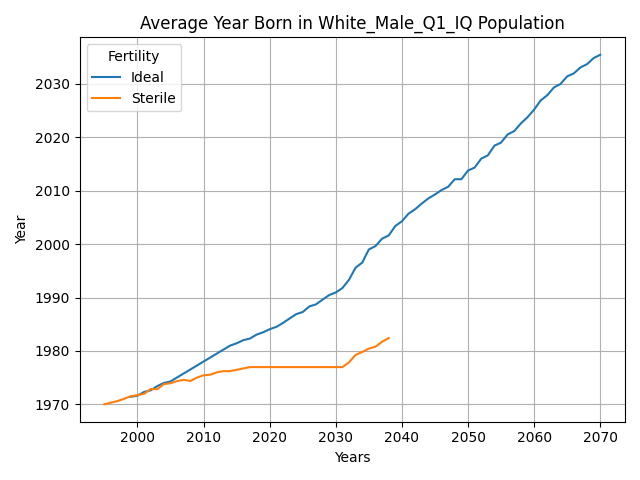 Average Year Born in White_Male_Q1_IQ Population
Fertility
Ideal
Sterile
Year
2030
2020
2010
2000
1990
1980
1970
2000 2010 2020 2030 2040 2050 2060 2070
Years